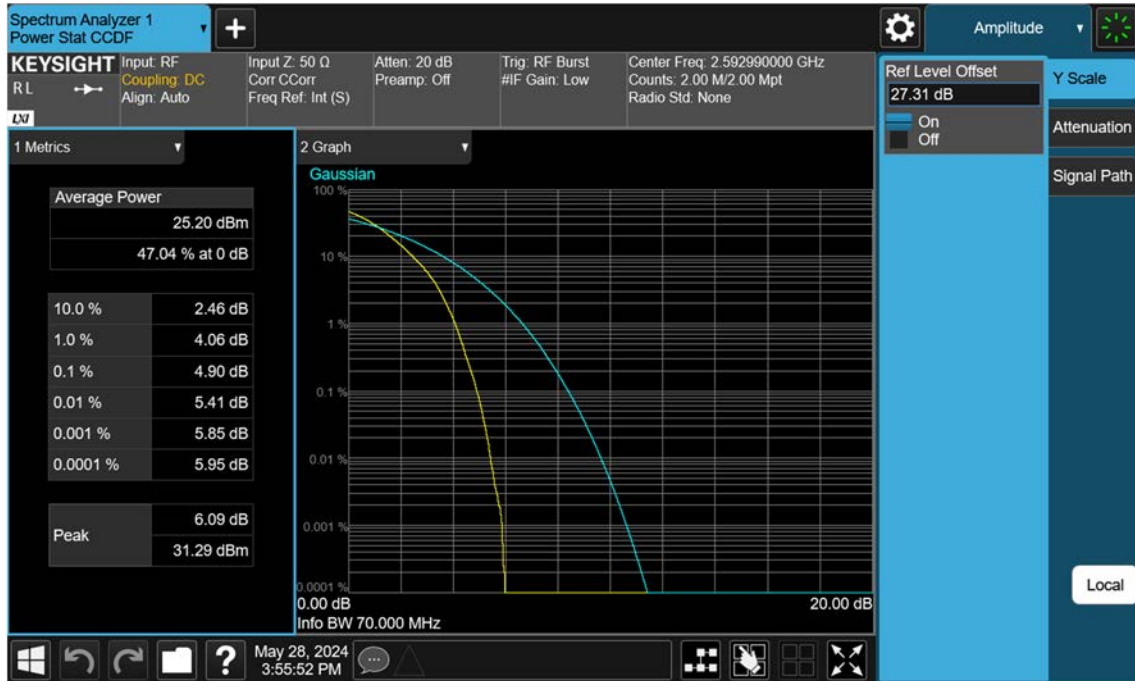 Spectrum Analyzer 1
Power Stat CCDF
Amplitude
KEYSIGHT
R L
LXI
Input: RF
Coupling: DC
Align: Auto
Input Z: 50 Ω
Corr CCorr
Freq Ref: Int (S)
Atten: 20 dB
Preamp: Off
Trig: RF Burst
#IF Gain: Low
Center Freq: 2.592990000 GHz
Counts: 2.00 M/2.00 Mpt
Radio Std: None
Ref Level Offset
27.31 dB
On
Off
Y Scale
Attenuation
Signal Path
1 Metrics
Average Power
25.20 dBm
47.04 % at 0 dB
10.0 % 2.46 dB
1.0 % 4.06 dB
0.1 % 4.90 dB
0.01 % 5.41 dB
0.001 % 5.85 dB
0.0001 % 5.95 dB
Peak
6.09 dB
31.29 dBm
2 Graph
Gaussian
100 %
10 %
1 %
0.1 %
0.01 %
0.001 %
0.0001 %
0.00 dB 20.00 dB
Info BW 70.000 MHz
Local
?
May 28, 2024
3:55:52 PM